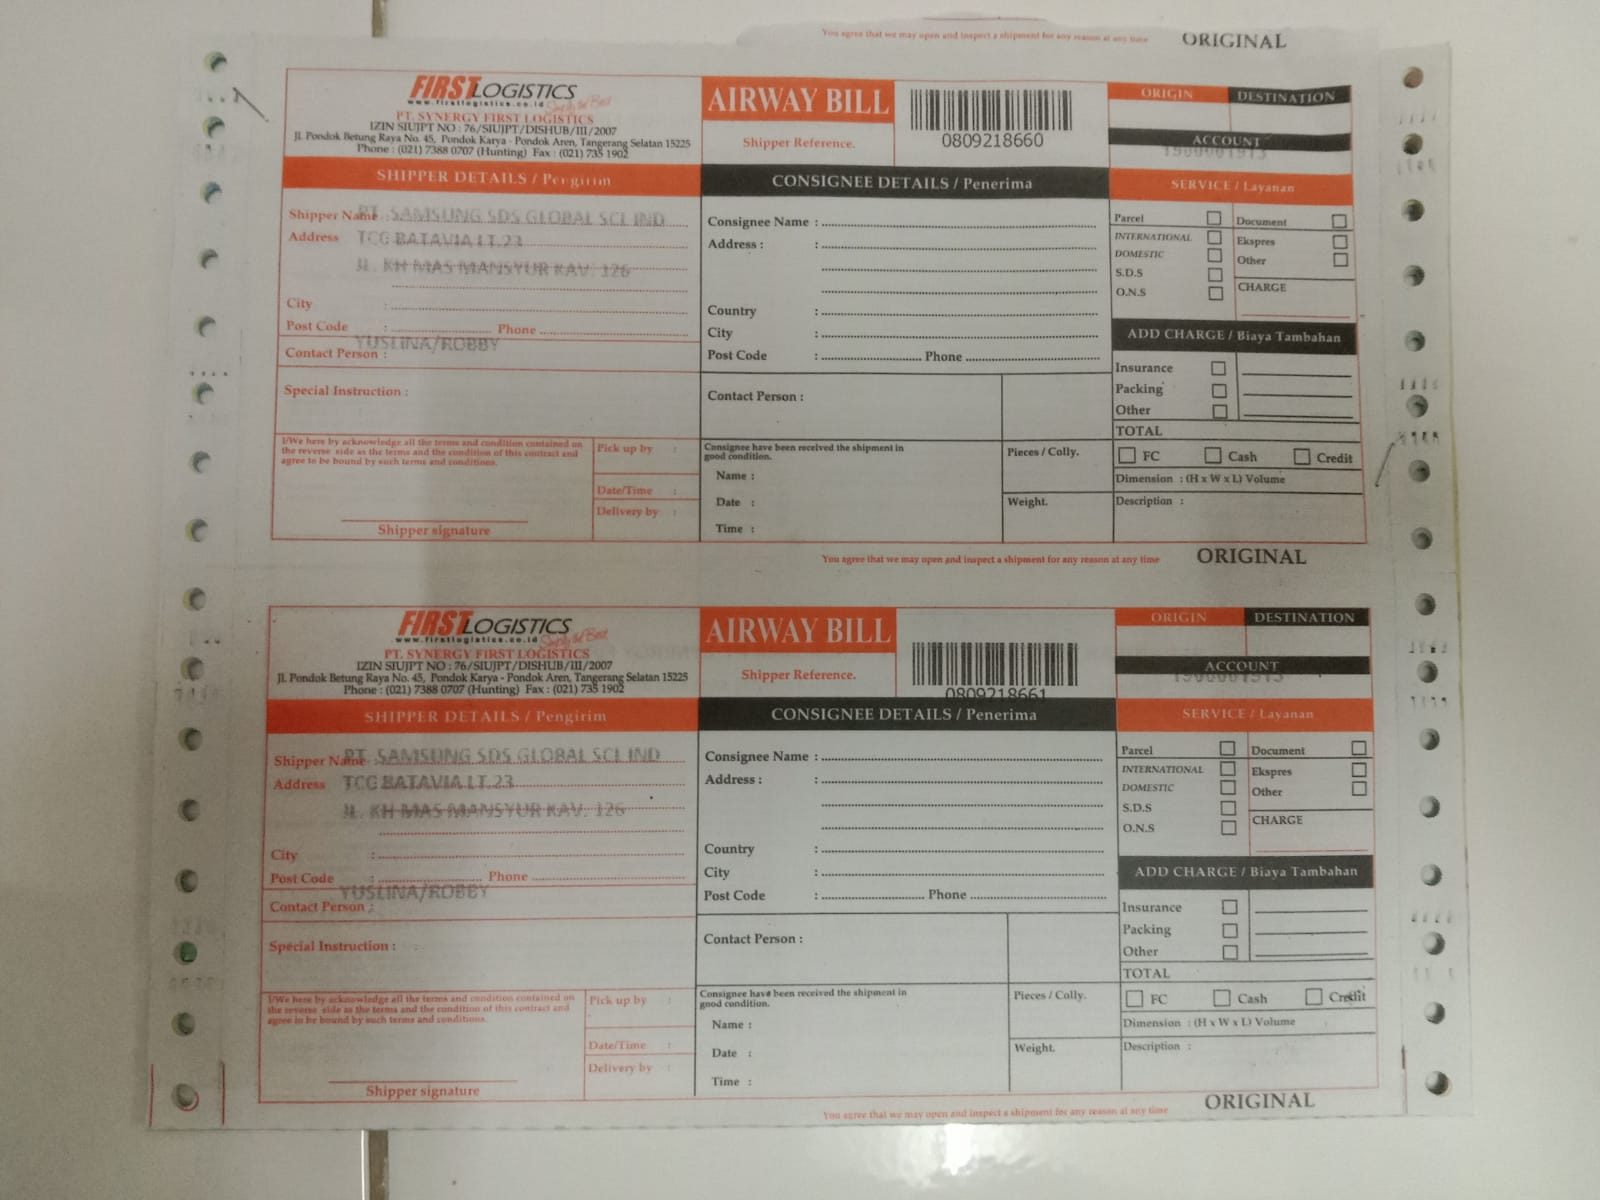 You agree that we may open and inspect a shipment for any reason at any time ORIGINAL
FIRST LOGISTICS
www.firstlogistics.co.id Simply the Best
PT. SYNERGY FIRST LOGISTICS
IZIN SIUJPT NO : 76/SIUJPT/DISHUB/III/2007
Jl. Pondok Betung Raya No. 45, Pondok Karya - Pondok Aren, Tangerang Selatan 15225
Phone : (021) 7388 0707 (Hunting) Fax : (021) 735 1902
AIRWAY BILL
Shipper Reference.
0809218660
ORIGIN DESTINATION
ACCOUNT
1900001913
SHIPPER DETAILS / Pengirim
Shipper Name PT. SAMSUNG SDS GLOBAL SCL IND
Address TCC BATAVIA LT.23
JL. KH MAS MANSYUR KAV. 126
City :
Post Code : Phone
YUSLINA/ROBBY
Contact Person :
Special Instruction :
I/We here by acknowledge all the terms and condition contained on
the reverse side as the terms and the condition of this contract and
agree to be bound by such terms and conditions.
Shipper signature
Pick up by :
Date/Time :
Delivery by :
CONSIGNEE DETAILS / Penerima
Consignee Name :
Address : :
Country :
City :
Post Code : Phone
Contact Person :
Consignee have been received the shipment in
good condition.
Name :
Date :
Time :
Pieces / Colly.
Weight.
SERVICE / Layanan
Parcel Document
INTERNATIONAL Ekspres
DOMESTIC Other
S.D.S
O.N.S CHARGE
ADD CHARGE / Biaya Tambahan
Insurance
Packing
Other
TOTAL
FC Cash Credit
Dimension : (H x W x L) Volume
Description :
You agree that we may open and inspect a shipment for any reason at any time ORIGINAL
FIRST LOGISTICS
www.firstlogistics.co.id Simply the Best
PT. SYNERGY FIRST LOGISTICS
IZIN SIUJPT NO : 76/SIUJPT/DISHUB/III/2007
Jl. Pondok Betung Raya No. 45, Pondok Karya - Pondok Aren, Tangerang Selatan 15225
Phone : (021) 7388 0707 (Hunting) Fax : (021) 735 1902
AIRWAY BILL
Shipper Reference.
0809218661
ORIGIN DESTINATION
ACCOUNT
1900001913
SHIPPER DETAILS / Pengirim
Shipper Name PT. SAMSUNG SDS GLOBAL SCL IND
Address TCC BATAVIA LT.23
JL. KH MAS MANSYUR KAV. 126
City :
Post Code : Phone
YUSLINA/ROBBY
Contact Person :
Special Instruction :
I/We here by acknowledge all the terms and condition contained on
the reverse side as the terms and the condition of this contract and
agree to be bound by such terms and conditions.
Shipper signature
Pick up by :
Date/Time :
Delivery by :
CONSIGNEE DETAILS / Penerima
Consignee Name :
Address : :
Country :
City :
Post Code : Phone
Contact Person :
Consignee have been received the shipment in
good condition.
Name :
Date :
Time :
Pieces / Colly.
Weight.
SERVICE / Layanan
Parcel Document
INTERNATIONAL Ekspres
DOMESTIC Other
S.D.S
O.N.S CHARGE
ADD CHARGE / Biaya Tambahan
Insurance
Packing
Other
TOTAL
FC Cash Credit
Dimension : (H x W x L) Volume
Description :
You agree that we may open and inspect a shipment for any reason at any time ORIGINAL